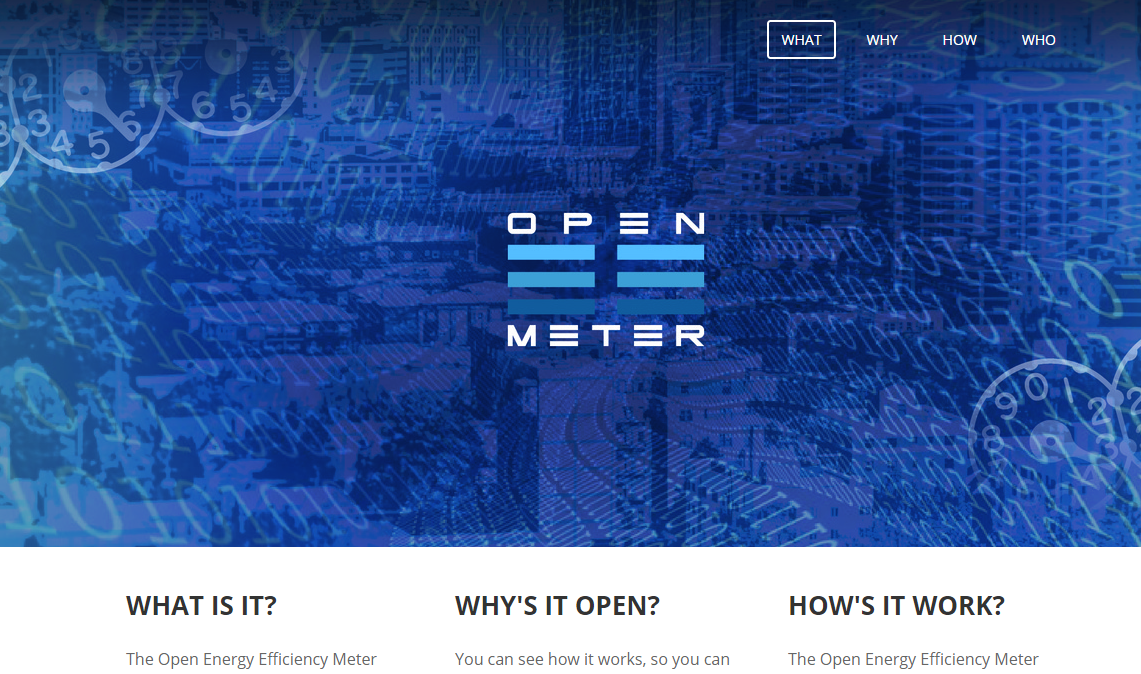 WHAT WHY HOW WHO
OPEN
METER
WHAT IS IT? WHY'S IT OPEN? HOW'S IT WORK?
The Open Energy Efficiency Meter You can see how it works, so you can The Open Energy Efficiency Meter